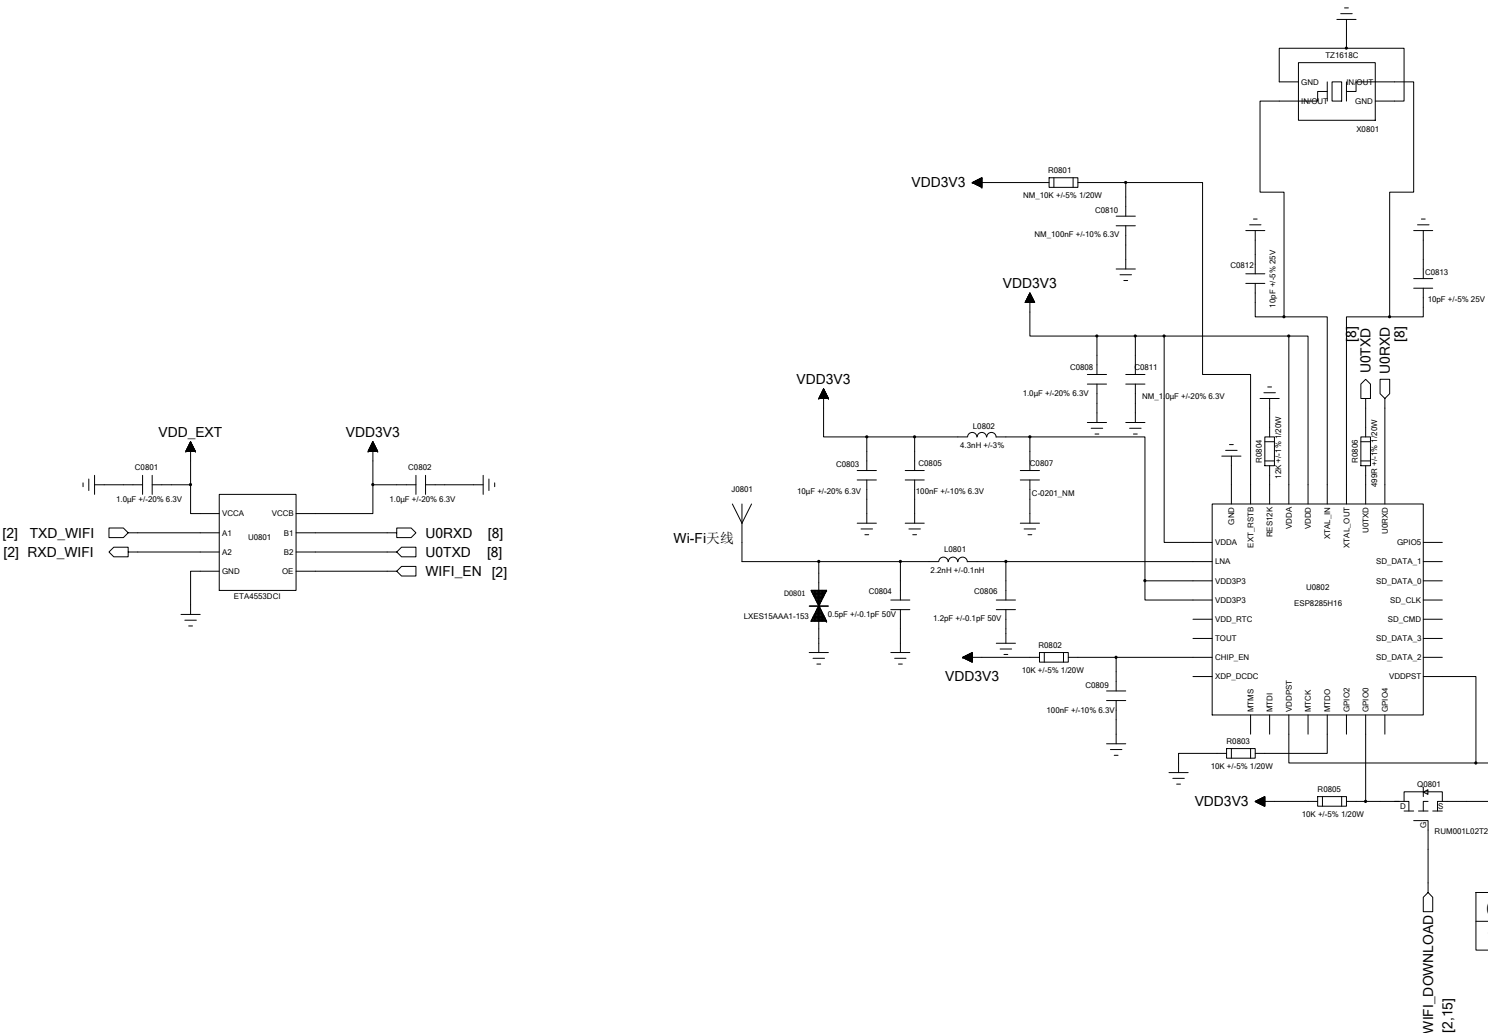 TZ1618C
GND
IN/OUT
IN/OUT
GND
X0801
VDD3V3
R0801
NM_10K +/-5% 1/20W
C0810
NM_100nF +/-10% 6.3V
C0812
10pF +/-5% 25V
C0813
10pF +/-5% 25V
VDD3V3
C0808
1.0µF +/-20% 6.3V
C0811
NM_1.0µF +/-20% 6.3V
[8]
U0TXD
U0RXD
[8]
VDD3V3
L0802
4.3nH +/-3%
C0803
10µF +/-20% 6.3V
C0805
100nF +/-10% 6.3V
C0807
C-0201_NM
R0804
12K +/-1% 1/20W
R0806
499R +/-1% 1/20W
VDD_EXT
VDD3V3
C0801
1.0µF +/-20% 6.3V
C0802
1.0µF +/-20% 6.3V
VCCA
VCCB
[2] TXD_WIFI
A1
U0801
B1
U0RXD [8]
[2] RXD_WIFI
A2
B2
U0TXD [8]
GND
OE
WIFI_EN [2]
ETA4553DCI
J0801
Wi-Fi天线
L0801
2.2nH +/-0.1nH
D0801
LXES15AAA1-153
C0804
0.5pF +/-0.1pF 50V
C0806
1.2pF +/-0.1pF 50V
R0802
VDD3V3
10K +/-5% 1/20W
C0809
100nF +/-10% 6.3V
GND
EXT_RSTB
RES12K
VDDA
VDDD
XTAL_IN
XTAL_OUT
U0TXD
U0RXD
VDDA
LNA
VDD3P3
VDD3P3
VDD_RTC
TOUT
CHIP_EN
XDP_DCDC
U0802
ESP8285H16
GPIO5
SD_DATA_1
SD_DATA_0
SD_CLK
SD_CMD
SD_DATA_3
SD_DATA_2
VDDPST
MTMS
MTDI
VDDPST
MTCK
MTDO
GPIO2
GPIO0
GPIO4
R0803
10K +/-5% 1/20W
VDD3V3
R0805
10K +/-5% 1/20W
Q0801
D
S
G
RUM001L02T2
WIFI_DOWNLOAD
[2,15]